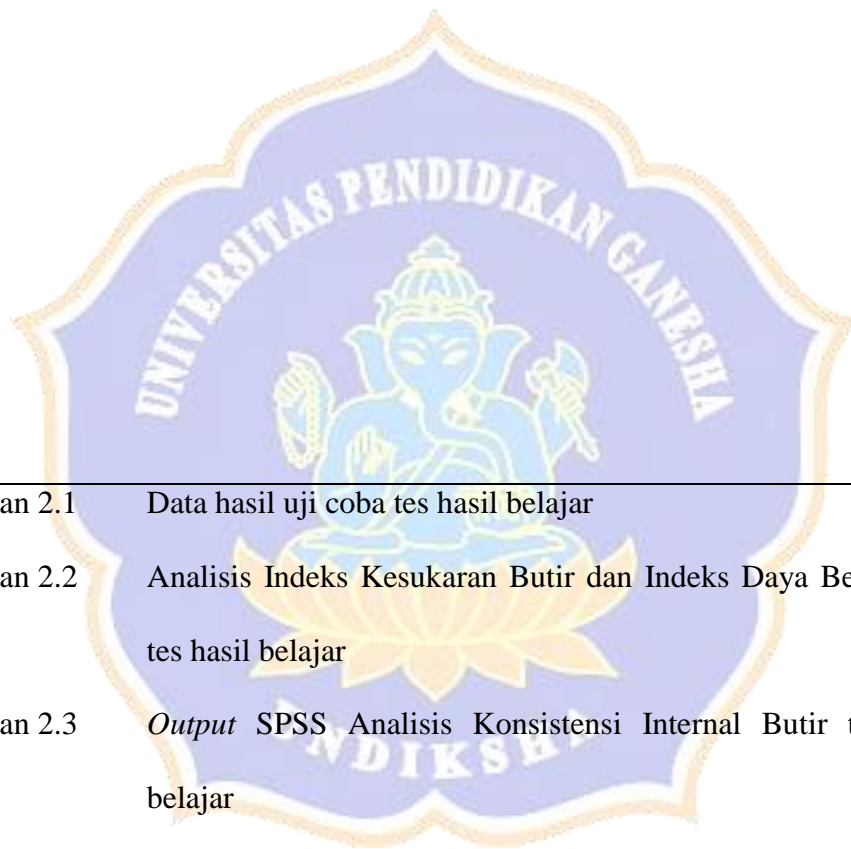 UNIVERSITAS PENDIDIKAN GANESHA
an 2.1 Data hasil uji coba tes hasil belajar
an 2.2 Analisis Indeks Kesukaran Butir dan Indeks Daya Be
tes hasil belajar
an 2.3 Output SPSS Analisis Konsistensi Internal Butir t
belajar
UNDIKSHA